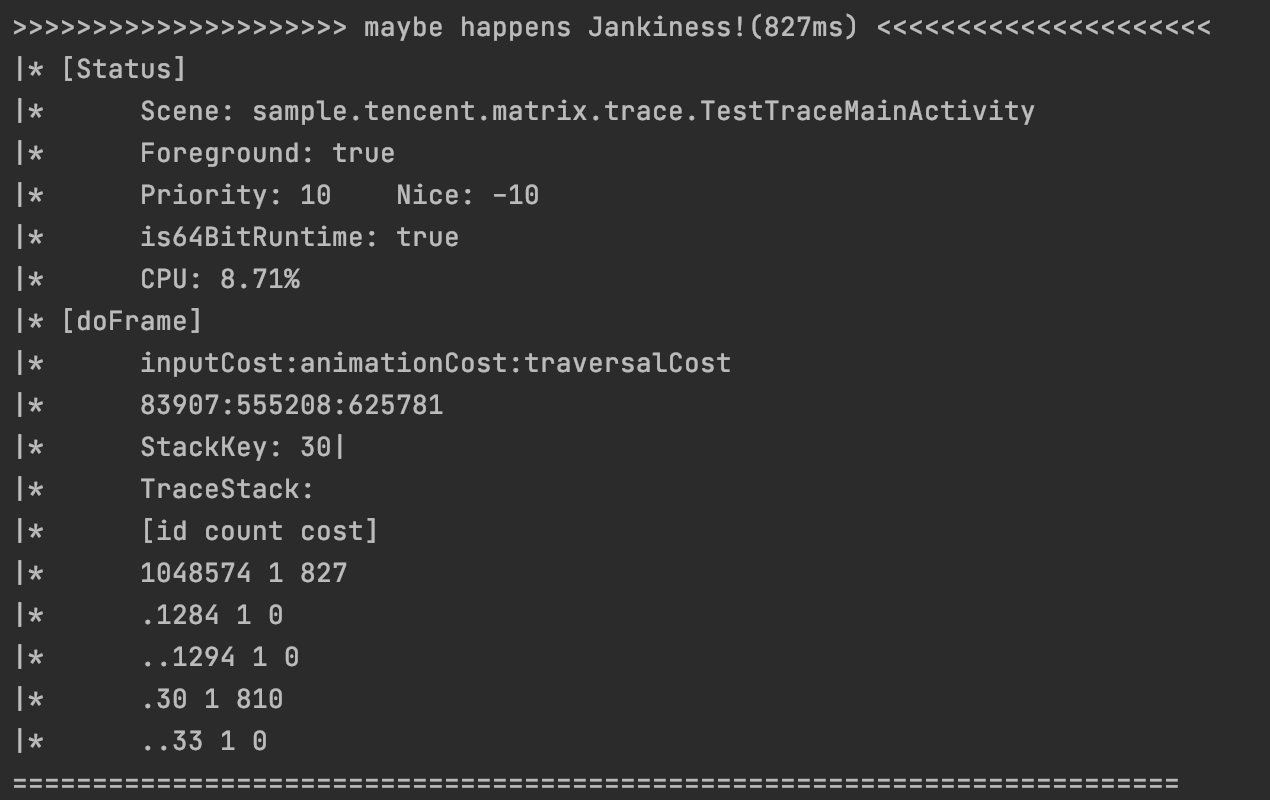 >>>>>>>>>>>>>>>>>>>>> maybe happens Jankiness!(827ms) <<<<<<<<<<<<<<<<<<<<<
|* [Status]
|*      Scene: sample.tencent.matrix.trace.TestTraceMainActivity
|*      Foreground: true
|*      Priority: 10    Nice: -10
|*      is64BitRuntime: true
|*      CPU: 8.71%
|* [doFrame]
|*      inputCost:animationCost:traversalCost
|*      83907:555208:625781
|*      StackKey: 30|
|*      TraceStack:
|*      [id count cost]
|*      1048574 1 827
|*      .1284 1 0
|*      ..1294 1 0
|*      .30 1 810
|*      ..33 1 0
=========================================================================